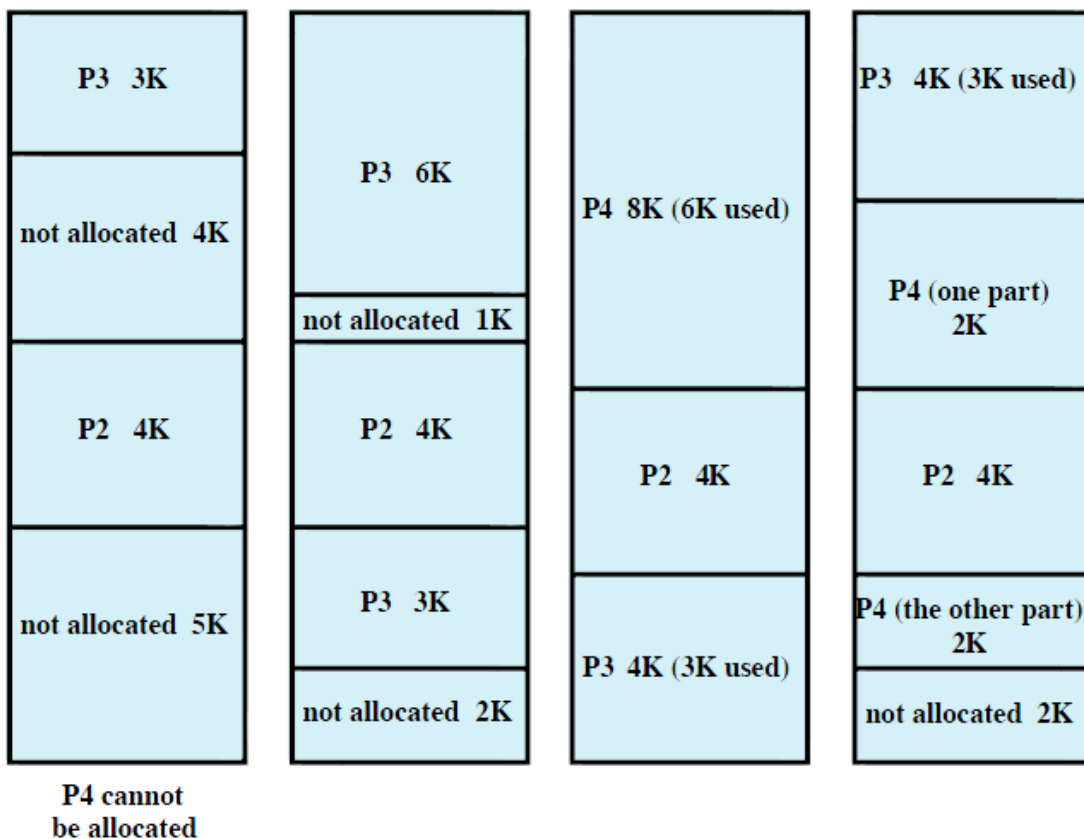 P3 3K
not allocated 4K
P2 4K
not allocated 5K
P4 cannot
be allocated
P3 6K
not allocated 1K
P2 4K
P3 3K
not allocated 2K
P4 8K (6K used)
P2 4K
P3 4K (3K used)
P3 4K (3K used)
P4 (one part)
2K
P2 4K
P4 (the other part)
2K
not allocated 2K